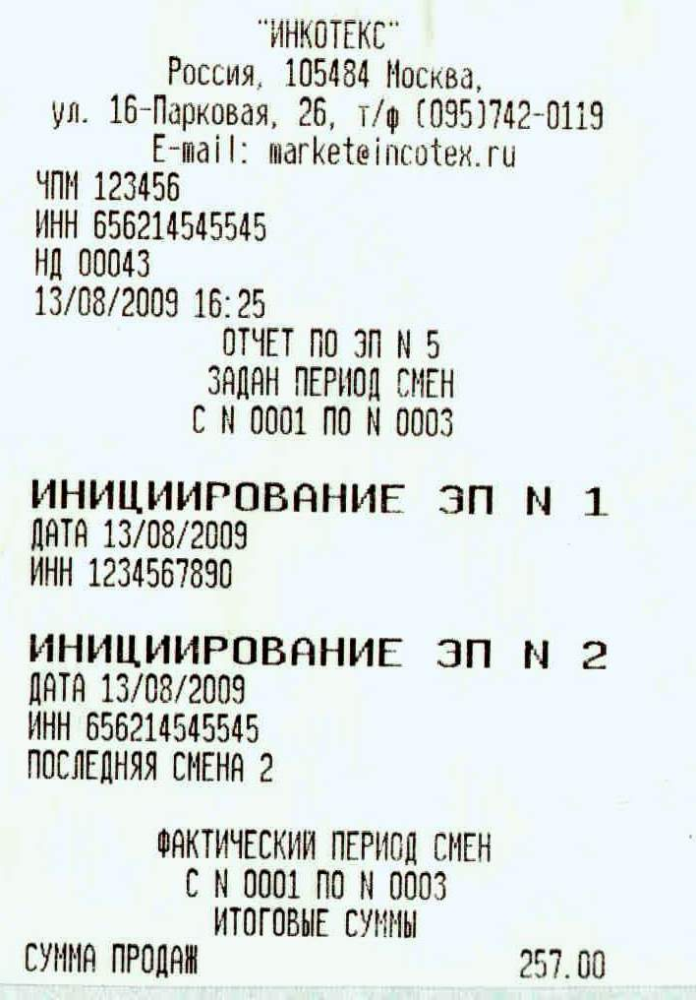 "ИНКОТЕКС"
Россия, 105484 Москва,
ул. 16-Парковая, 26, т/ф (095)742-0119
E-mail: market@incotex.ru
ЧПМ 123456
ИНН 656214545545
НД 00043
13/08/2009 16:25
ОТЧЕТ ПО ЭП N 5
ЗАДАН ПЕРИОД СМЕН
С N 0001 ПО N 0003
ИНИЦИИРОВАНИЕ ЭП N 1
ДАТА 13/08/2009
ИНН 1234567890
ИНИЦИИРОВАНИЕ ЭП N 2
ДАТА 13/08/2009
ИНН 656214545545
ПОСЛЕДНЯЯ СМЕНА 2
ФАКТИЧЕСКИЙ ПЕРИОД СМЕН
С N 0001 ПО N 0003
ИТОГОВЫЕ СУММЫ
СУММА ПРОДАЖ 257.00